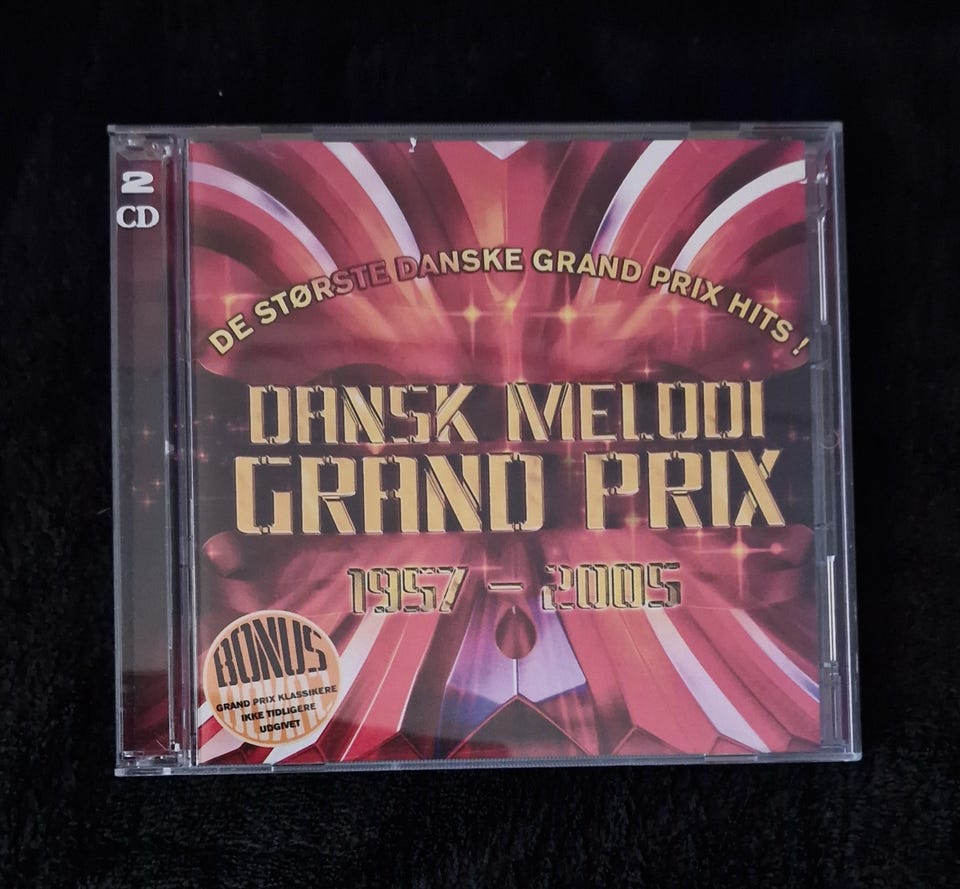 2
CD
DE STØRSTE DANSKE GRAND PRIX HITS !
DANSK MELODI
GRAND PRIX
1957 - 2005
BONUS
GRAND PRIX KLASSIKERE
IKKE TIDLIGERE
UDGIVET